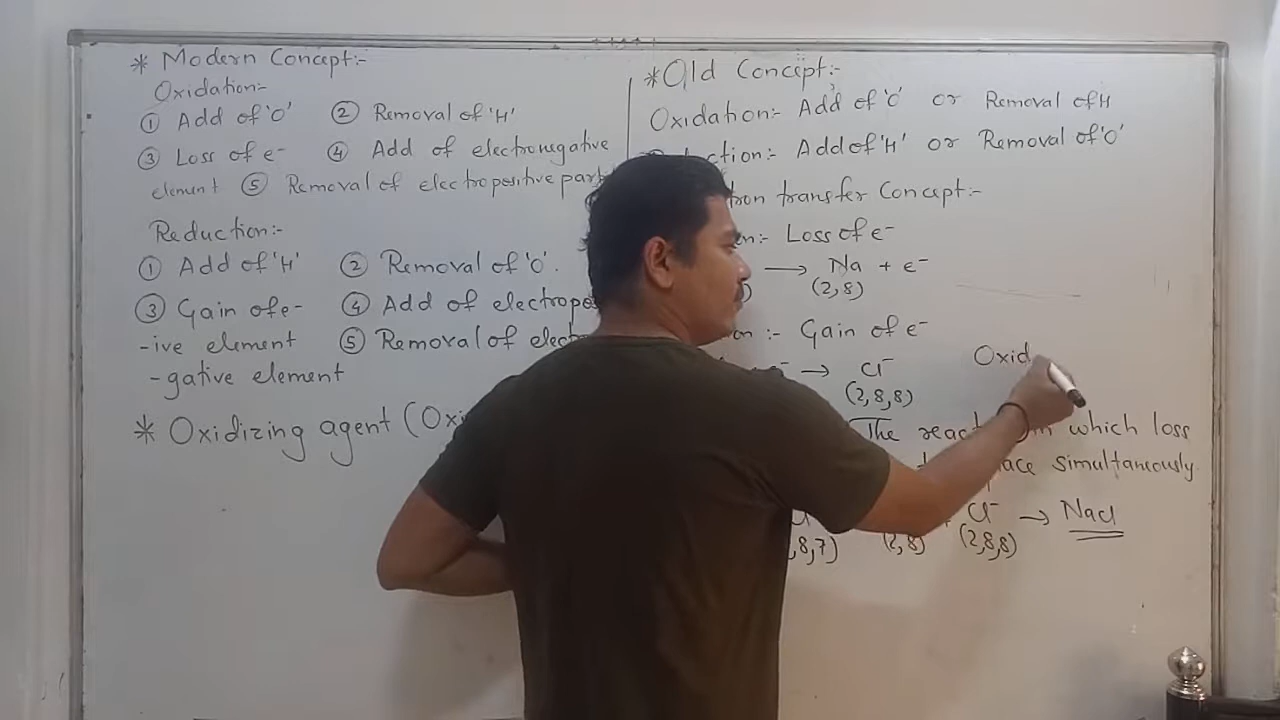 * Modern Concept:-
Oxidation:-
① Add of 'O' ② Removal of 'H'
③ Loss of e- ④ Add of electronegative
element ⑤ Removal of electropositive part
Reduction:-
① Add of 'H' ② Removal of 'O'.
③ Gain of e- ④ Add of electropo
-ive element ⑤ Removal of elect
-gative element
* Oxidizing agent (Oxi
* Old Concept:-
Oxidation:- Add of 'O' or Removal of H
ction:- Add of 'H' or Removal of 'O'
tron transfer Concept:-
n:- Loss of e-
→ Na + e-
(2,8)
on :- Gain of e-
→ Cl-
(2,8,8)
Oxid
The react which loss
place simultaneously.
Cl- → NaCl
,8,7) (2,8) (2,8,8)